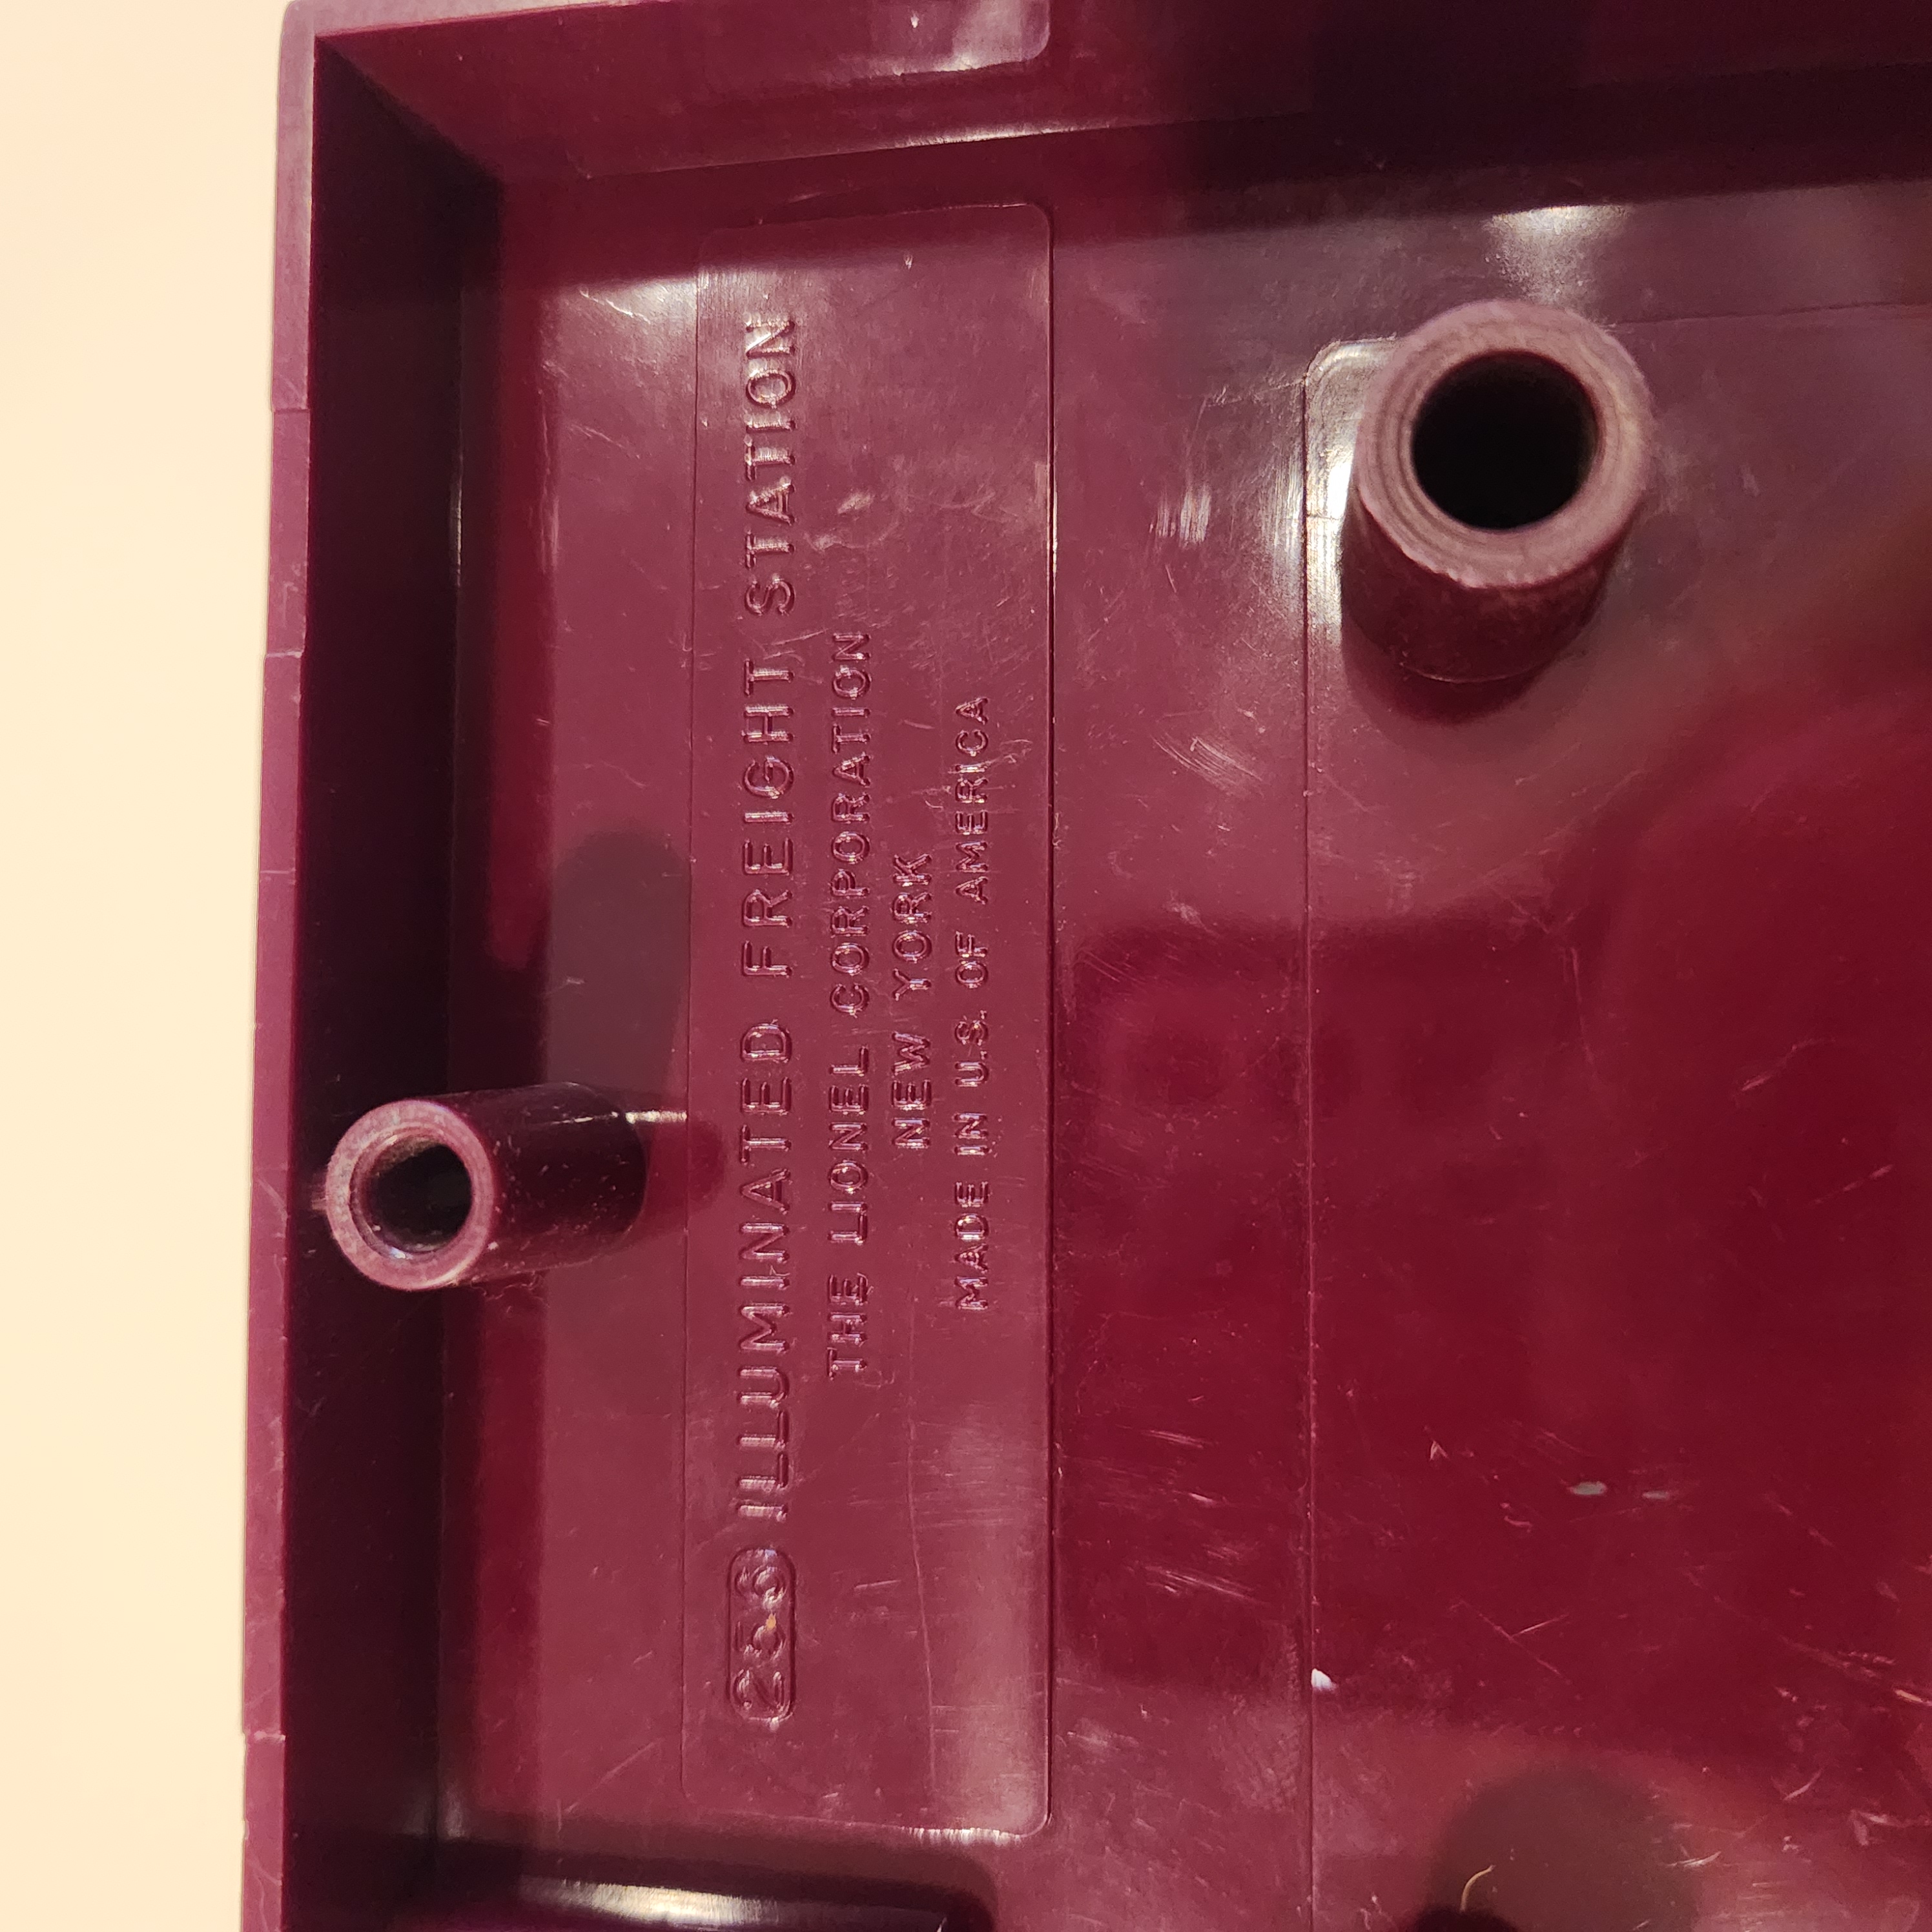 256 ILLUMINATED FREIGHT STATION
THE LIONEL CORPORATION
NEW YORK
MADE IN U.S. OF AMERICA